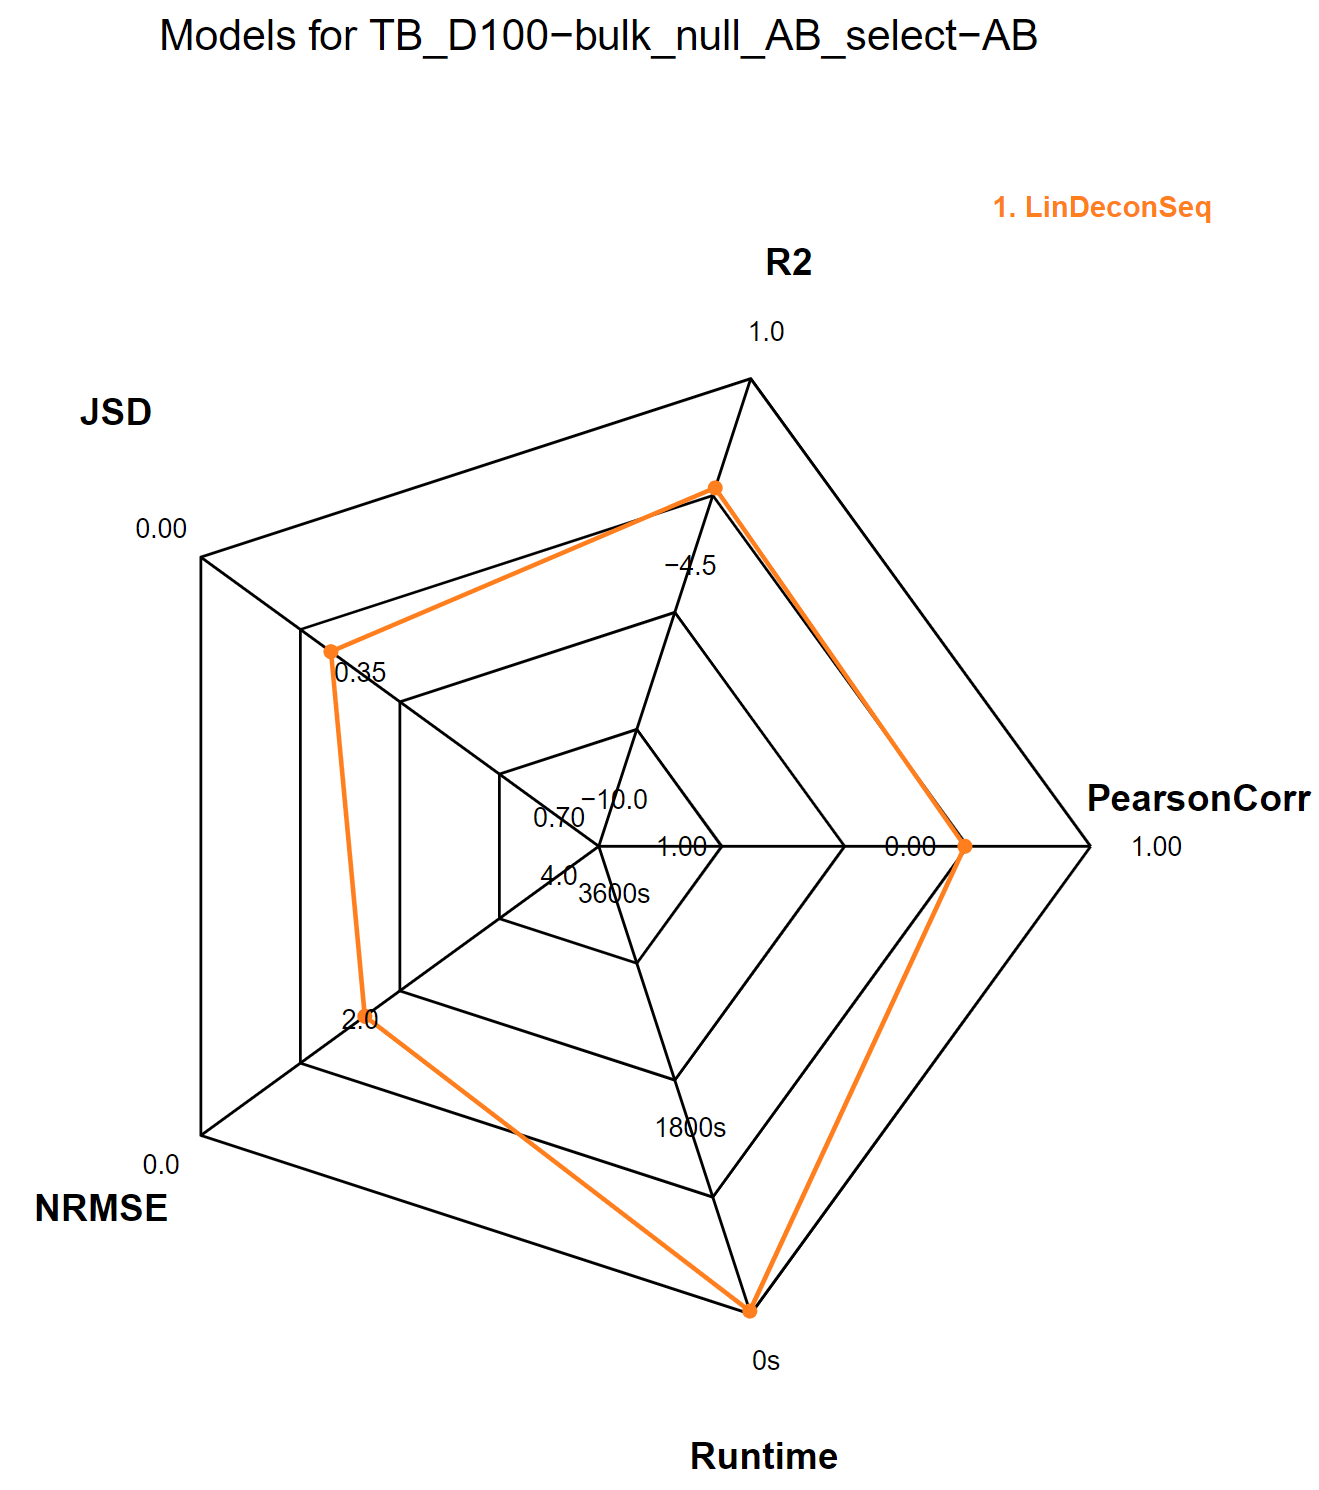 Models for TB_D100−bulk_null_AB_select−AB
1. LinDeconSeq
R2
1.0
JSD
0.00
−4.5
0.35
−10.0
0.70
PearsonCorr
1.00
0.00
1.00
4.0
3600s
2.0
1800s
0.0
NRMSE
0s
Runtime